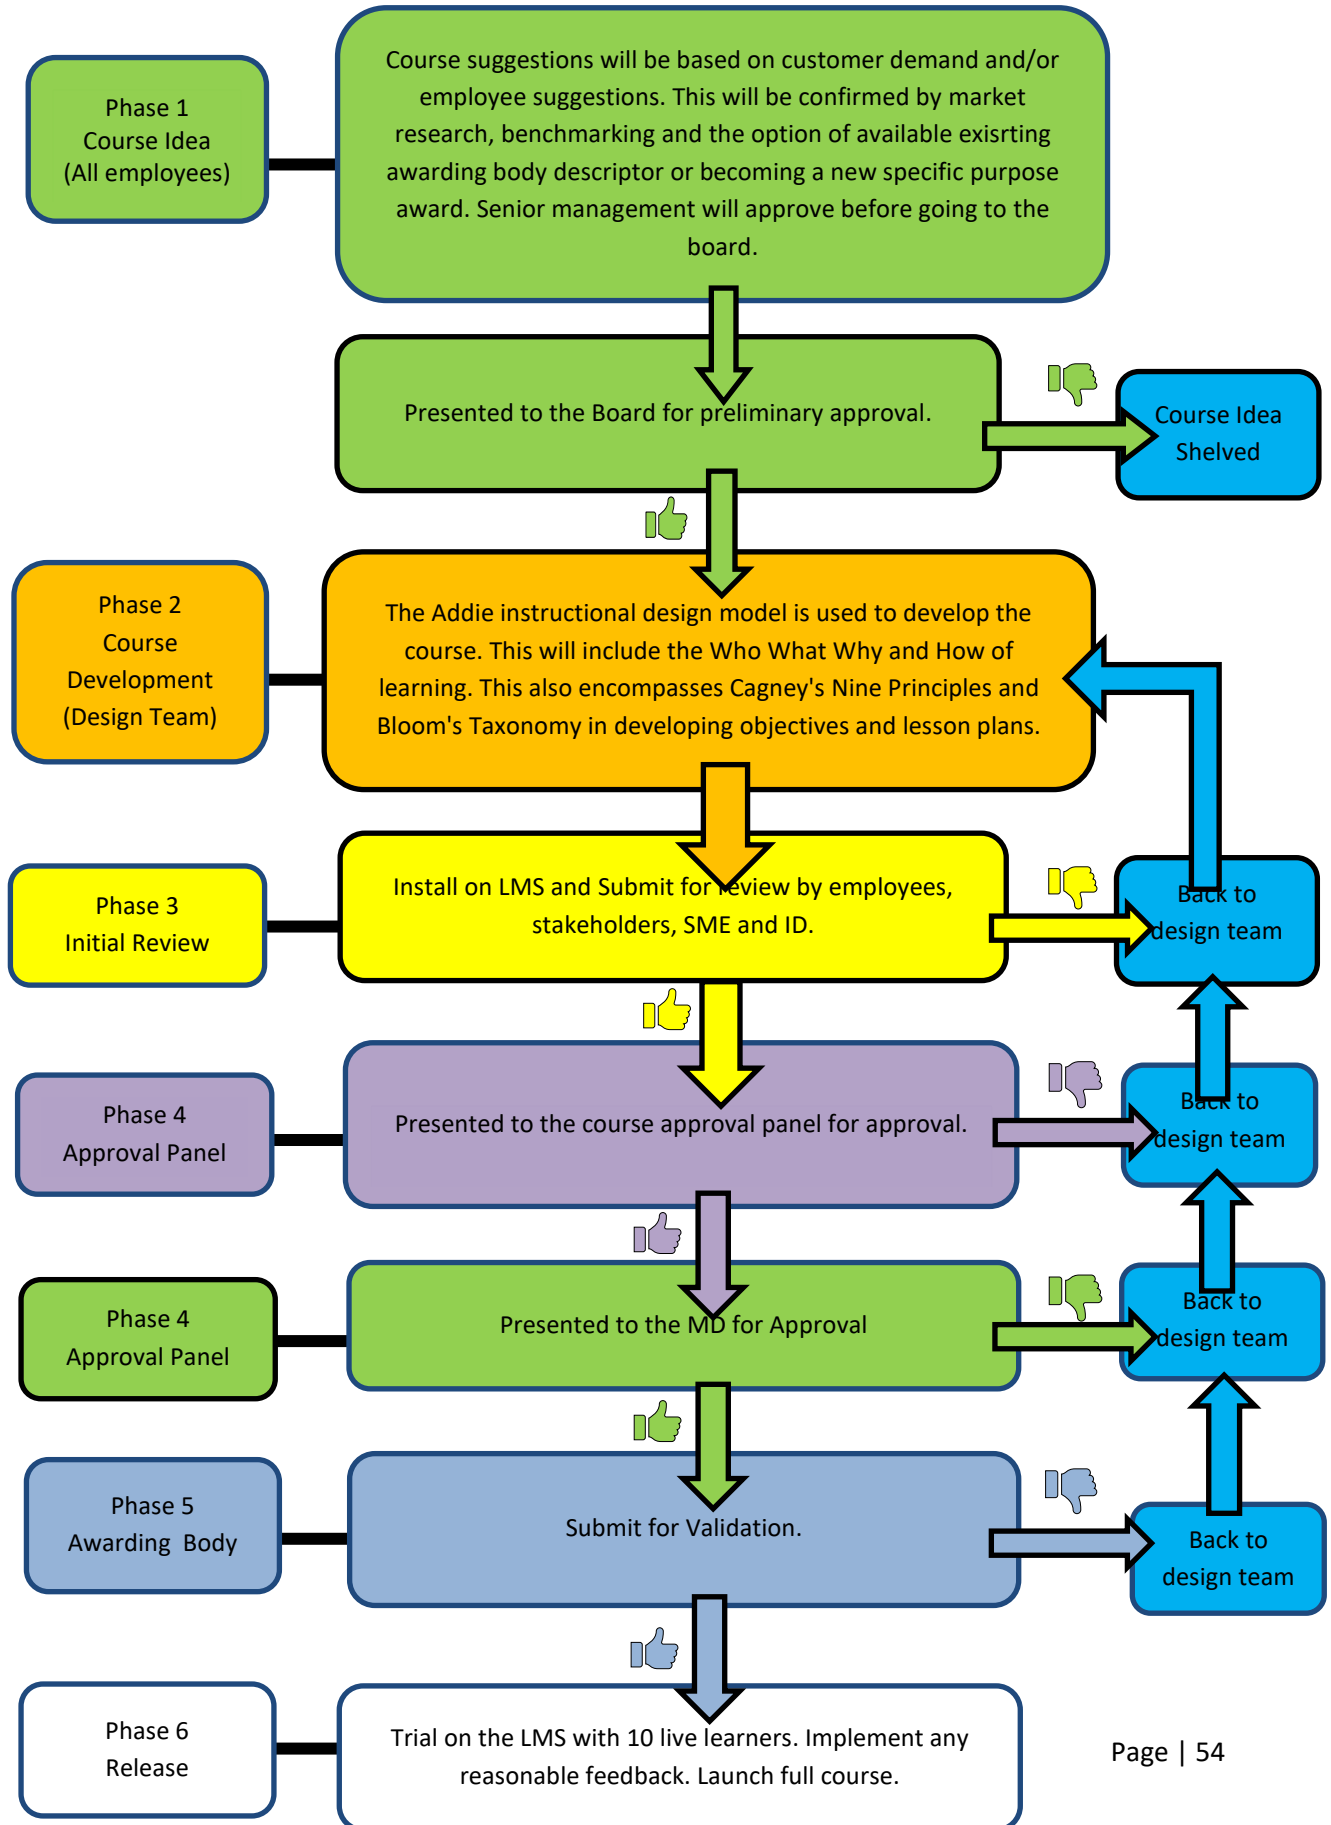 Phase 1
Course Idea
(All employees)
Course suggestions will be based on customer demand and/or
employee suggestions. This will be confirmed by market
research, benchmarking and the option of available exisrting
awarding body descriptor or becoming a new specific purpose
award. Senior management will approve before going to the
board.
Presented to the Board for preliminary approval.
Course Idea
Shelved
Phase 2
Course
Development
(Design Team)
The Addie instructional design model is used to develop the
course. This will include the Who What Why and How of
learning. This also encompasses Cagney's Nine Principles and
Bloom's Taxonomy in developing objectives and lesson plans.
Phase 3
Initial Review
Install on LMS and Submit for review by employees,
stakeholders, SME and ID.
Back to
design team
Phase 4
Approval Panel
Presented to the course approval panel for approval.
Back to
design team
Phase 4
Approval Panel
Presented to the MD for Approval
Back to
design team
Phase 5
Awarding  Body
Submit for Validation.
Back to
design team
Phase 6
Release
Trial on the LMS with 10 live learners. Implement any
reasonable feedback. Launch full course.
Page | 54